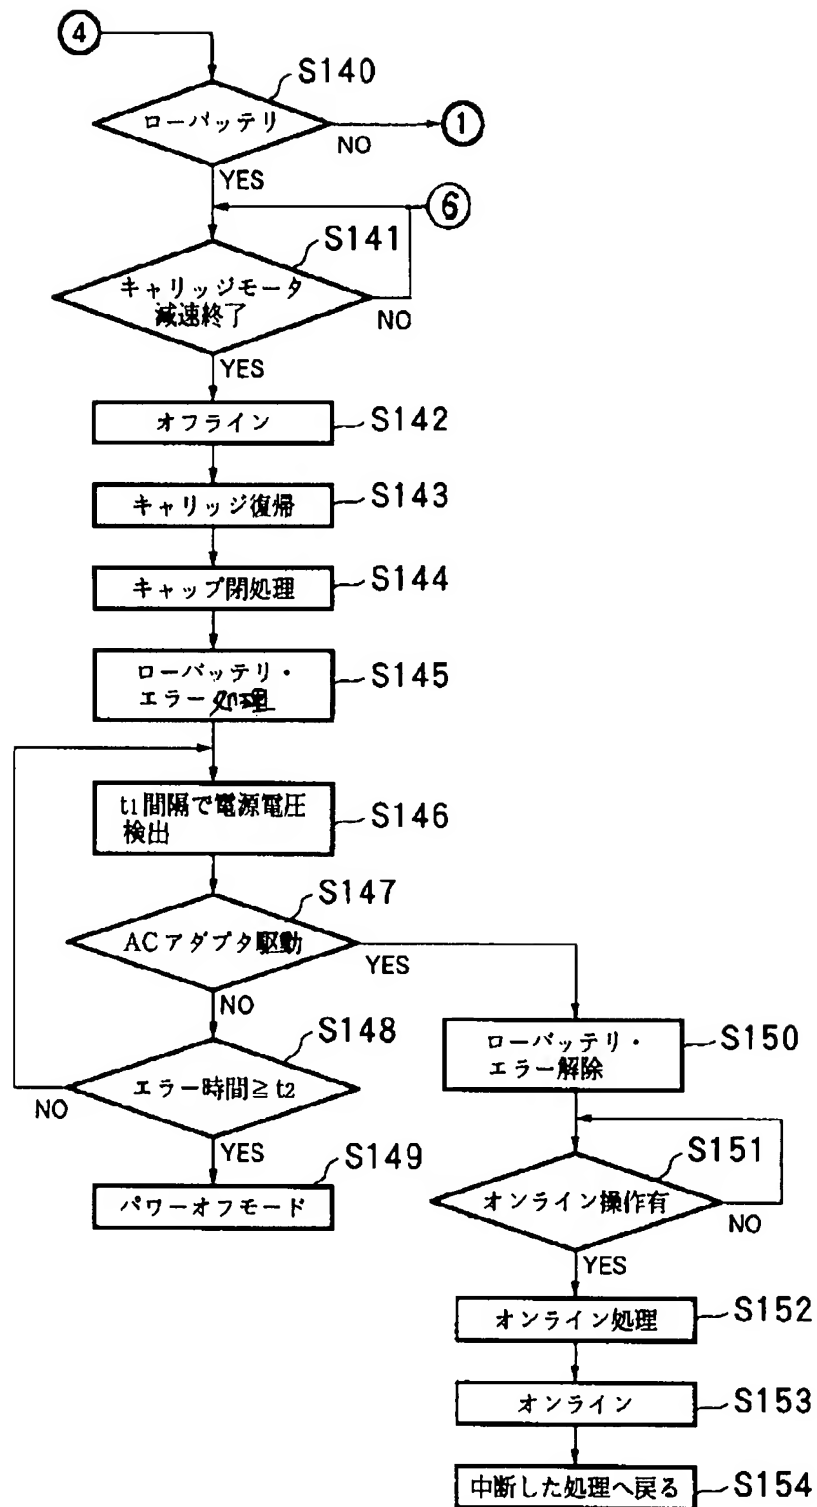 4
S140
ローバッテリ
NO
1
YES
6
S141
キャリッジモータ
減速終了
NO
YES
オフライン
S142
キャリッジ復帰
S143
キャップ閉処理
S144
ローバッテリ・
エラー処理
S145
t1間隔で電源電圧
検出
S146
S147
ACアダプタ駆動
YES
NO
S148
エラー時間≧t2
NO
YES
S149
パワーオフモード
ローバッテリ・
エラー解除
S150
S151
オンライン操作有
NO
YES
オンライン処理
S152
オンライン
S153
中断した処理へ戻る
S154